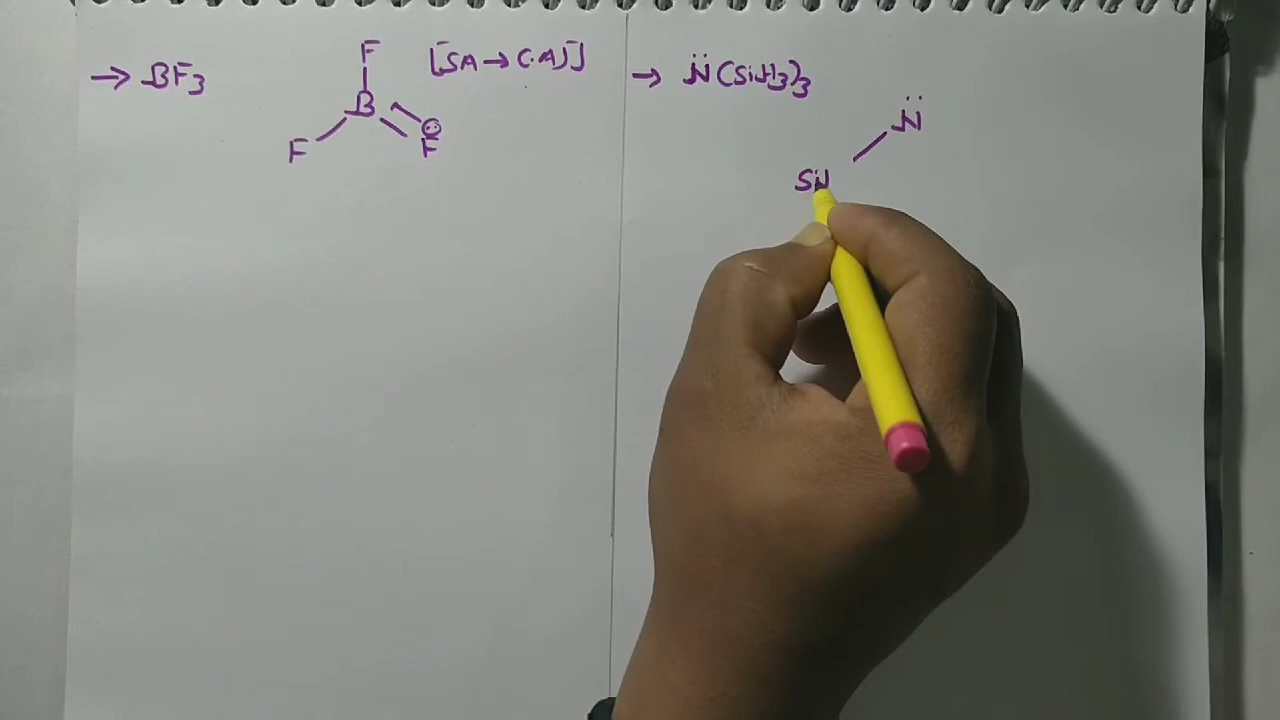 → BF₃
F
[SA→C.A]]
B
F
F
→ N̈(SiH₃)₃
N̈
Si